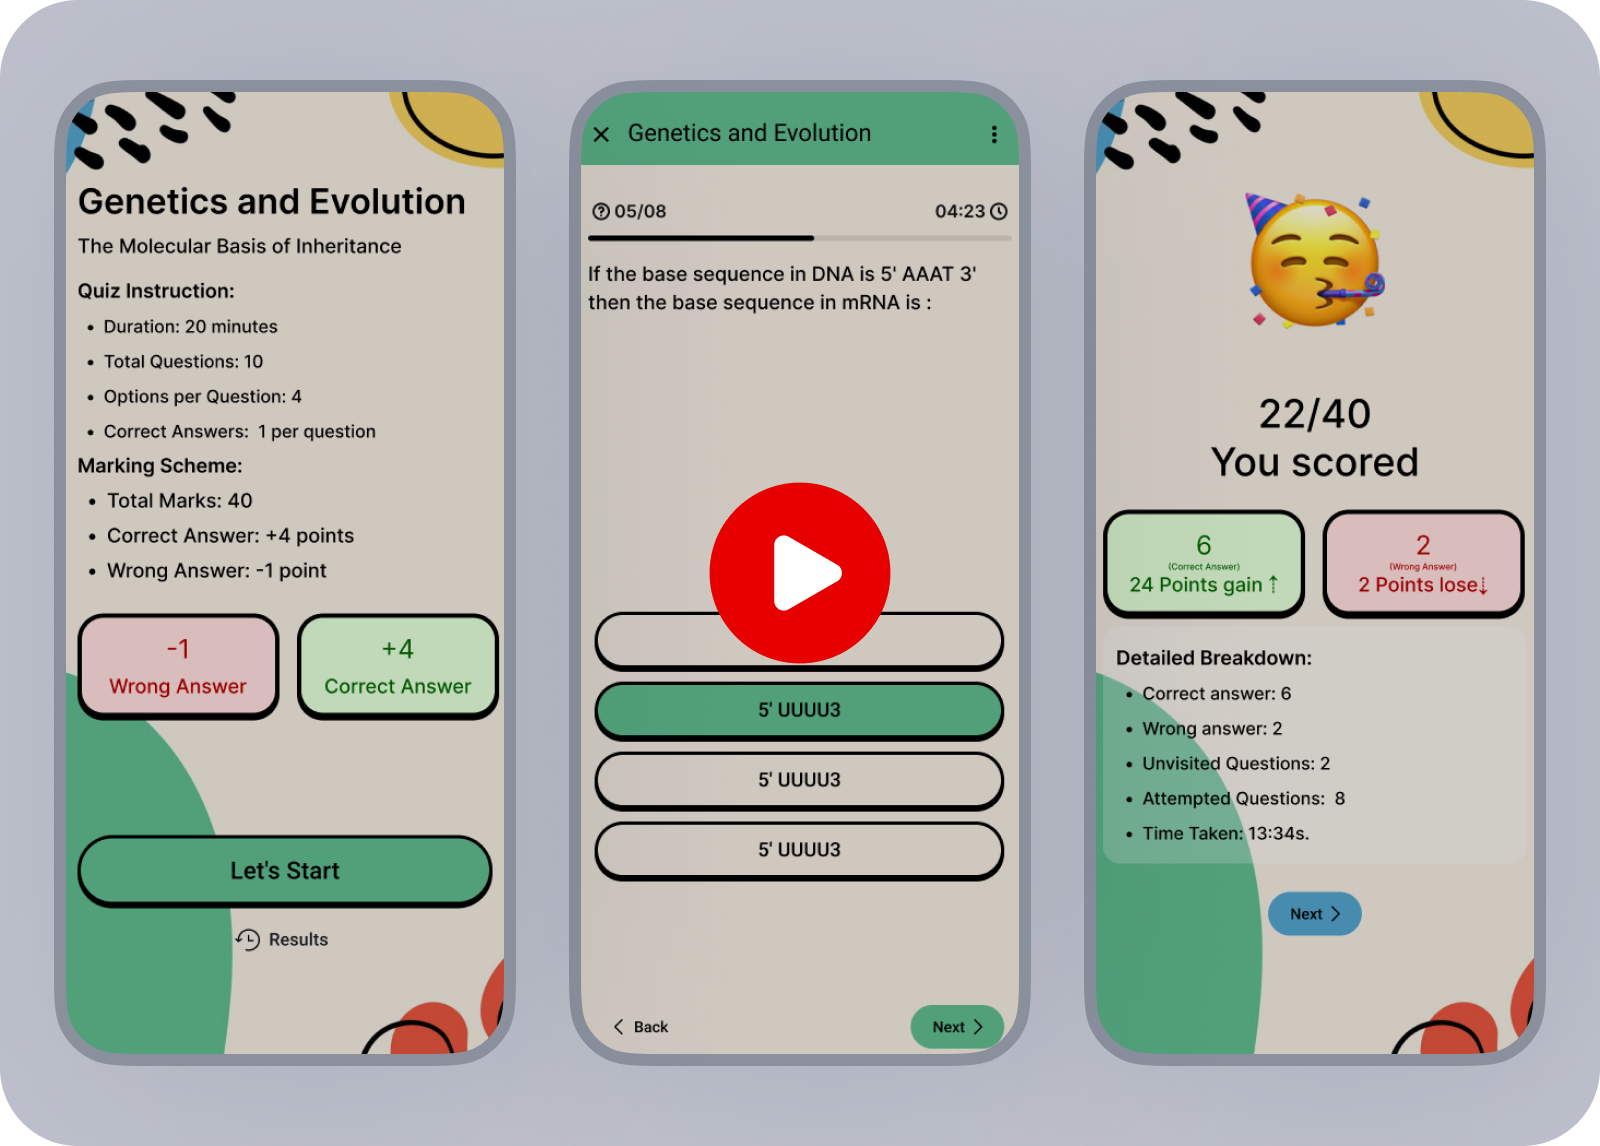 Genetics and Evolution
The Molecular Basis of Inheritance
Quiz Instruction:
• Duration: 20 minutes
• Total Questions: 10
• Options per Question: 4
• Correct Answers: 1 per question
Marking Scheme:
• Total Marks: 40
• Correct Answer: +4 points
• Wrong Answer: -1 point
-1
Wrong Answer
+4
Correct Answer
Let's Start
Results
Genetics and Evolution
05/08
04:23
If the base sequence in DNA is 5' AAAT 3'
then the base sequence in mRNA is :
5' UUUU3
5' UUUU3
5' UUUU3
Back
Next
22/40
You scored
6
(Correct Answer)
24 Points gain ↑
2
(Wrong Answer)
2 Points lose↓
Detailed Breakdown:
• Correct answer: 6
• Wrong answer: 2
• Unvisited Questions: 2
• Attempted Questions: 8
• Time Taken: 13:34s.
Next